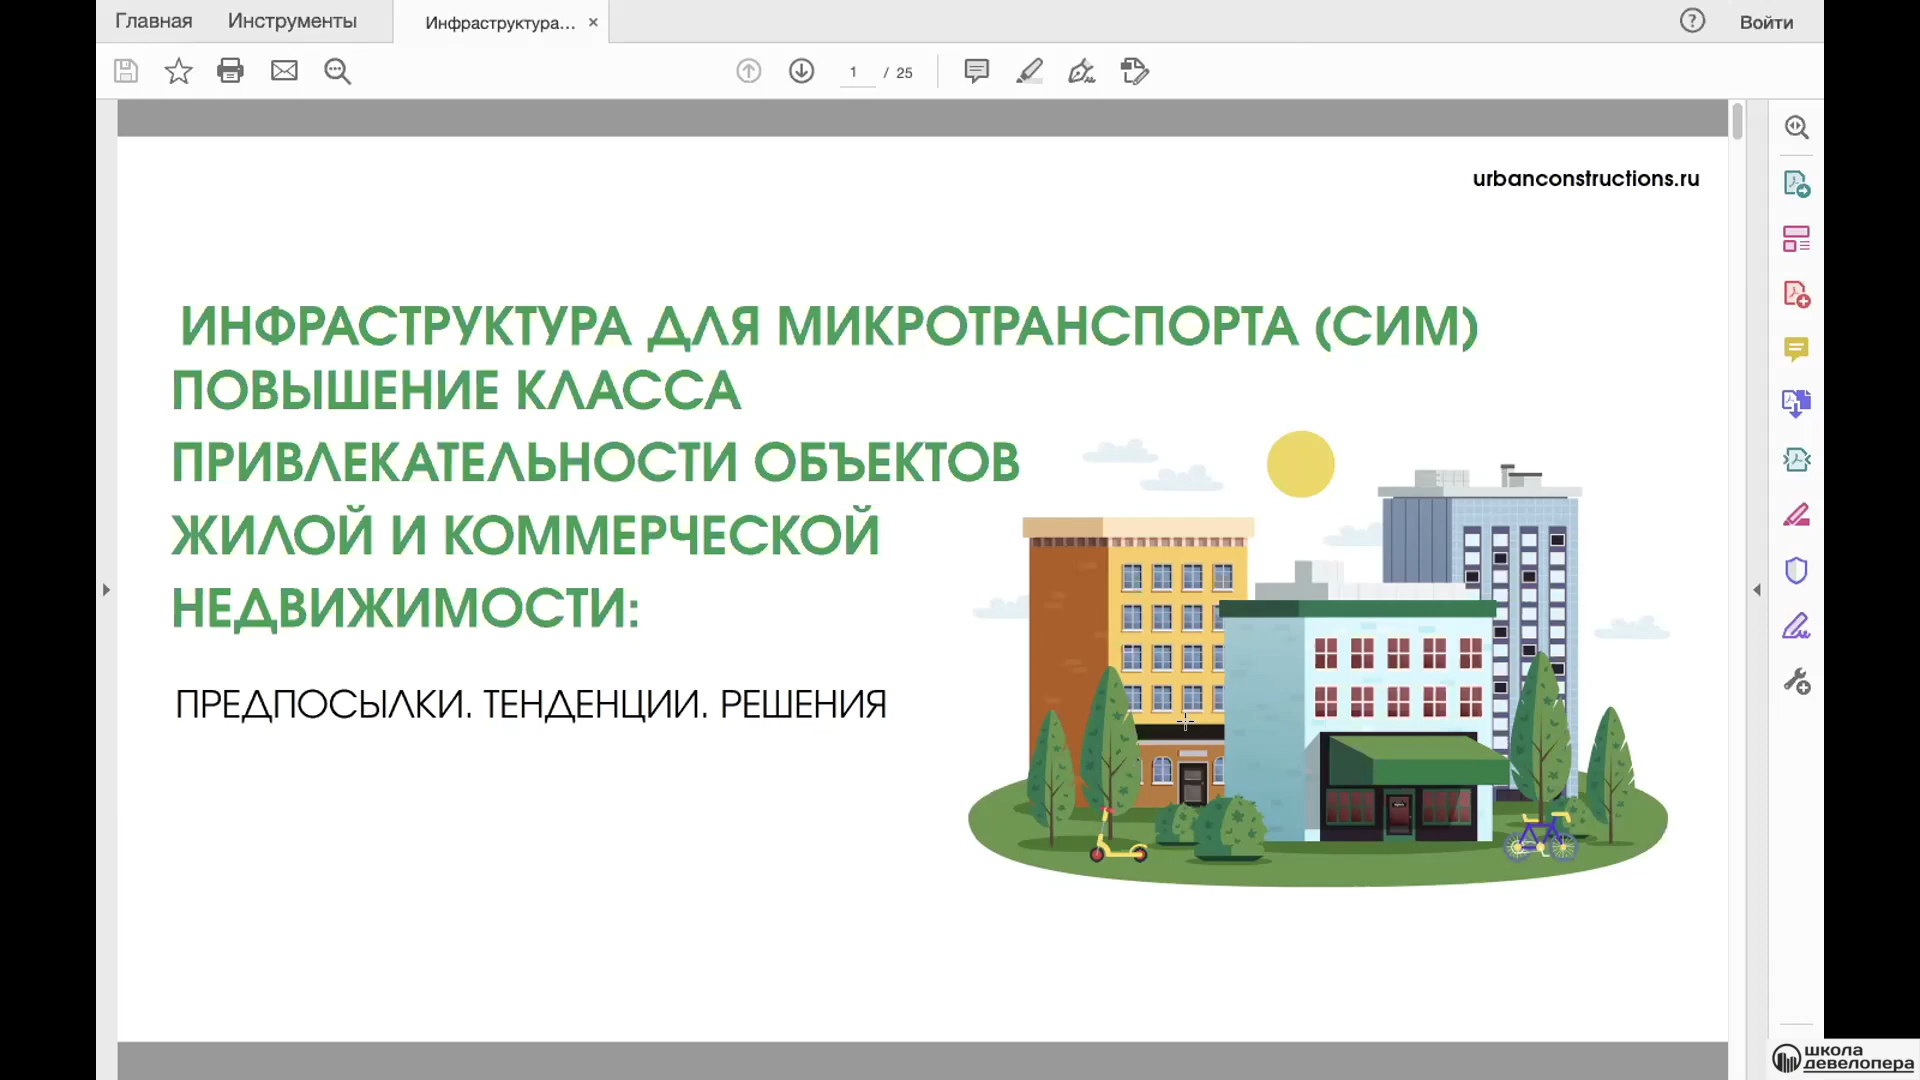 Главная Инструменты Инфраструктура... × Войти
1 / 25
urbanconstructions.ru
ИНФРАСТРУКТУРА ДЛЯ МИКРОТРАНСПОРТА (СИМ)
ПОВЫШЕНИЕ КЛАССА
ПРИВЛЕКАТЕЛЬНОСТИ ОБЪЕКТОВ
ЖИЛОЙ И КОММЕРЧЕСКОЙ
НЕДВИЖИМОСТИ:
ПРЕДПОСЫЛКИ. ТЕНДЕНЦИИ. РЕШЕНИЯ
школа
девелопера